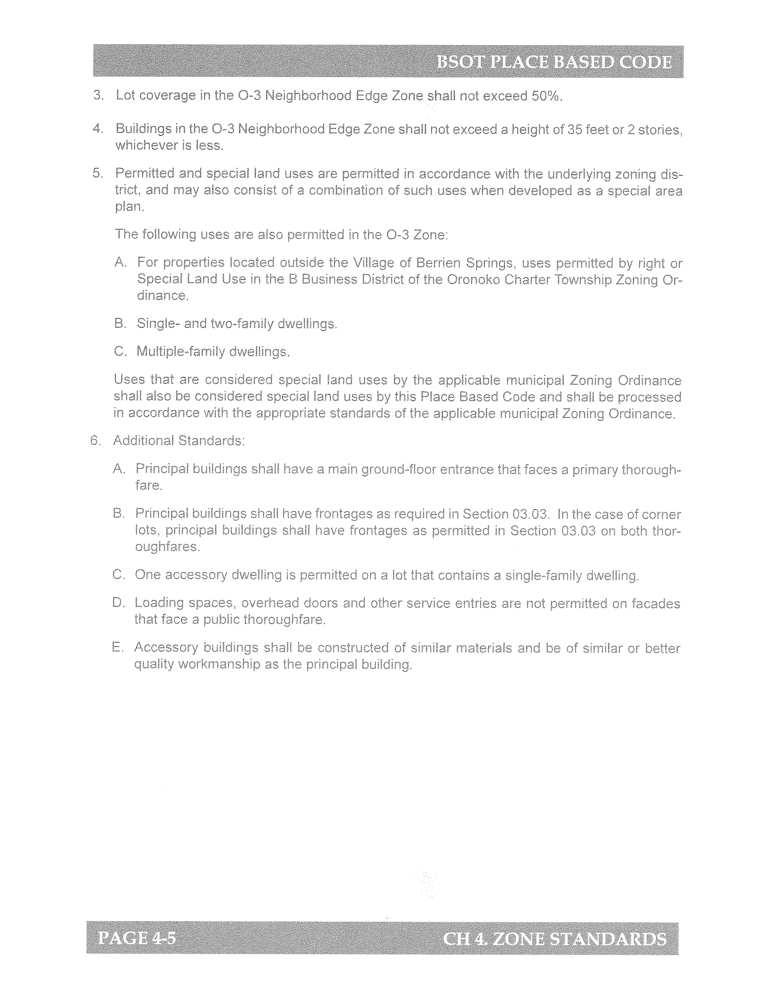 BSOT PLACE BASED CODE
3. Lot coverage in the O-3 Neighborhood Edge Zone shall not exceed 50%.
4. Buildings in the O-3 Neighborhood Edge Zone shall not exceed a height of 35 feet or 2 stories,
whichever is less.
5. Permitted and special land uses are permitted in accordance with the underlying zoning dis-
trict, and may also consist of a combination of such uses when developed as a special area
plan.
The following uses are also permitted in the O-3 Zone:
A. For properties located outside the Village of Berrien Springs, uses permitted by right or
Special Land Use in the B Business District of the Oronoko Charter Township Zoning Or-
dinance.
B. Single- and two-family dwellings.
C. Multiple-family dwellings.
Uses that are considered special land uses by the applicable municipal Zoning Ordinance
shall also be considered special land uses by this Place Based Code and shall be processed
in accordance with the appropriate standards of the applicable municipal Zoning Ordinance.
6. Additional Standards:
A. Principal buildings shall have a main ground-floor entrance that faces a primary thorough-
fare.
B. Principal buildings shall have frontages as required in Section 03.03. In the case of corner
lots, principal buildings shall have frontages as permitted in Section 03.03 on both thor-
oughfares.
C. One accessory dwelling is permitted on a lot that contains a single-family dwelling.
D. Loading spaces, overhead doors and other service entries are not permitted on facades
that face a public thoroughfare.
E. Accessory buildings shall be constructed of similar materials and be of similar or better
quality workmanship as the principal building.
PAGE 4-5 CH 4. ZONE STANDARDS